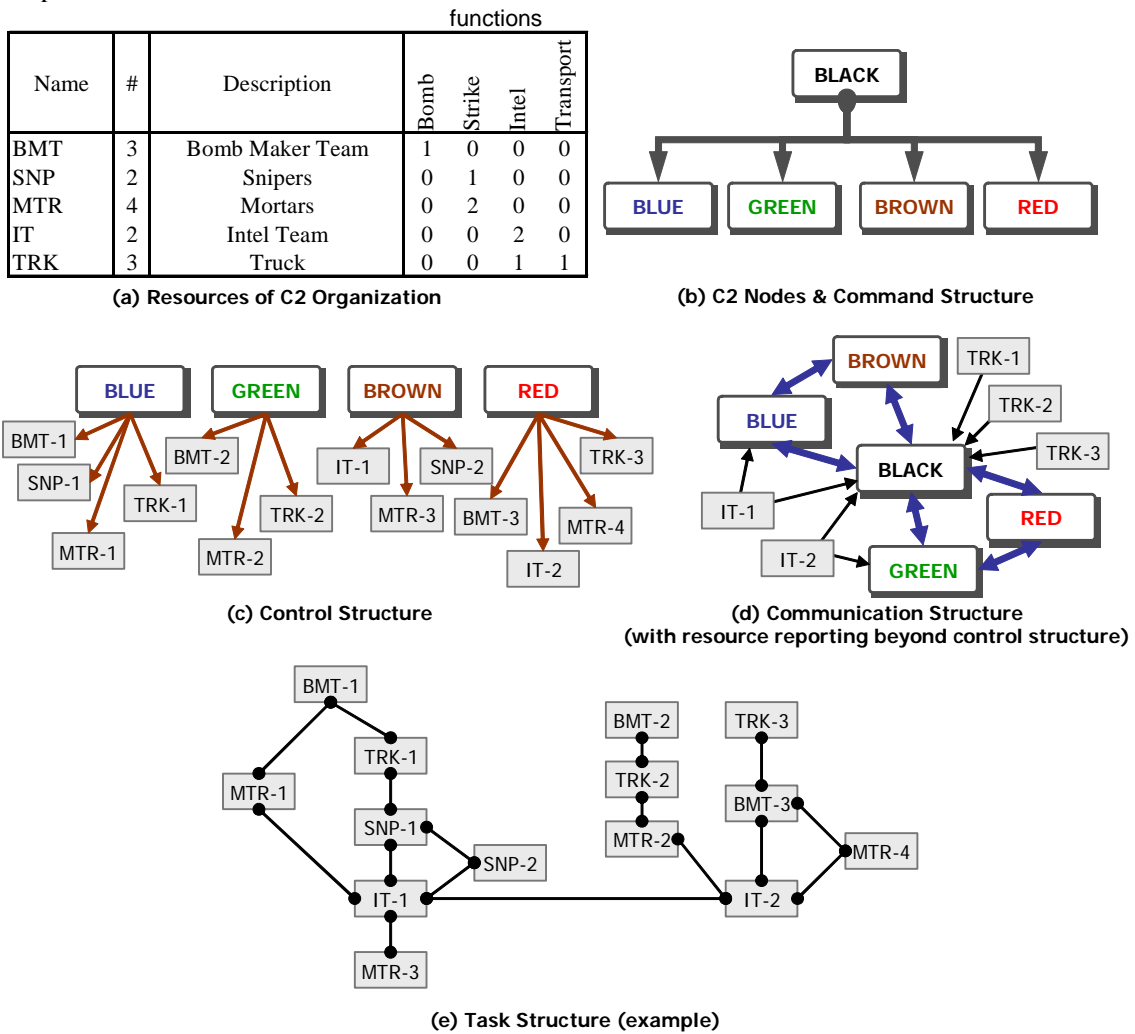 functions
Name # Description Bomb Strike Intel Transport
BMT 3 Bomb Maker Team 1 0 0 0
SNP 2 Snipers 0 1 0 0
MTR 4 Mortars 0 2 0 0
IT 2 Intel Team 0 0 2 0
TRK 3 Truck 0 0 1 1
(a) Resources of C2 Organization
BLACK
BLUE GREEN BROWN RED
(b) C2 Nodes & Command Structure
BLUE GREEN BROWN RED
BMT-1
SNP-1
MTR-1
TRK-1
BMT-2
MTR-2
TRK-2
IT-1
MTR-3
SNP-2
BMT-3
IT-2
MTR-4
TRK-3
(c) Control Structure
BROWN
TRK-1
TRK-2
BLUE
TRK-3
BLACK
IT-1
RED
IT-2
GREEN
(d) Communication Structure
(with resource reporting beyond control structure)
BMT-1
TRK-1
MTR-1
SNP-1
SNP-2
IT-1
MTR-3
BMT-2
TRK-3
TRK-2
BMT-3
MTR-2
MTR-4
IT-2
(e) Task Structure (example)